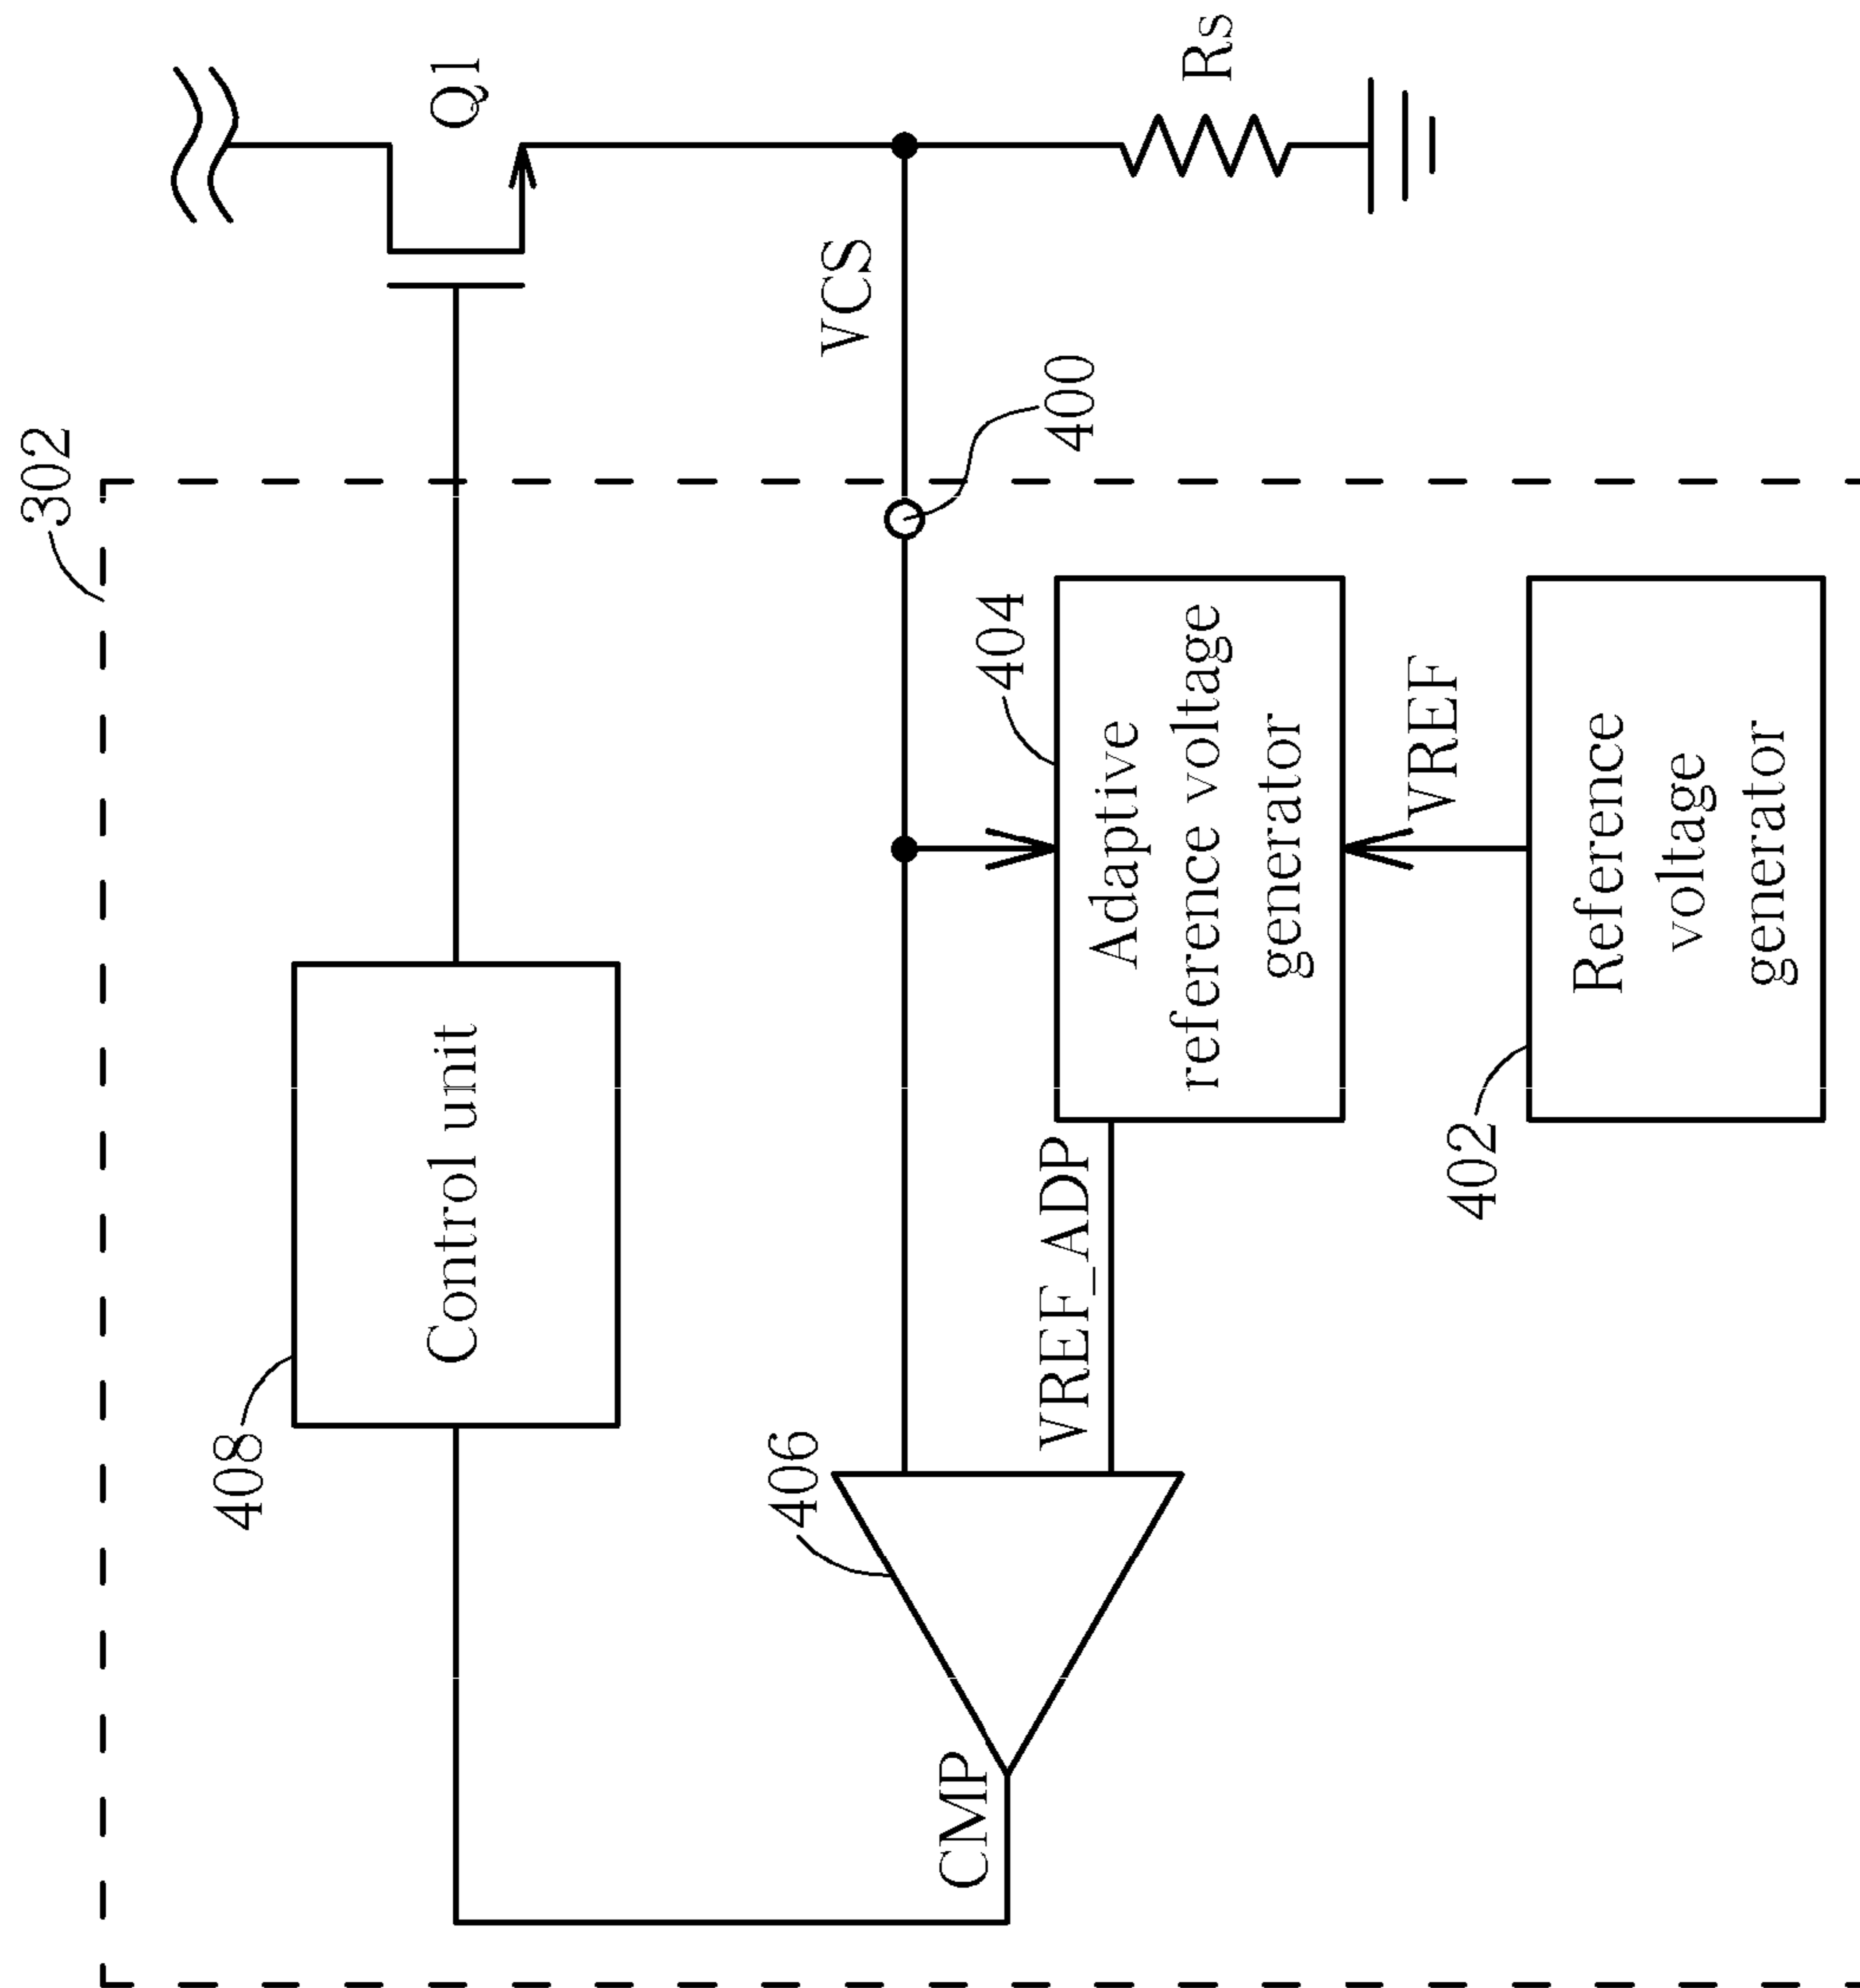 302
Q1
408
Control unit
VCS
400
Rs
406
404
Adaptive
reference voltage
generator
VREF_ADP
CMP
VREF
402
Reference
voltage
generator